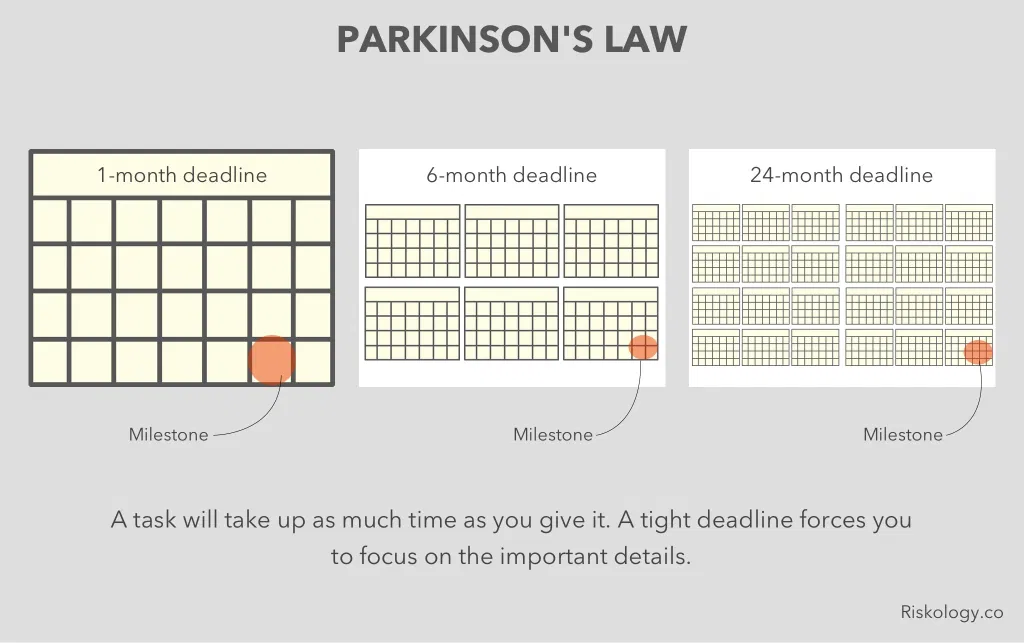 PARKINSON'S LAW
1-month deadline
6-month deadline
24-month deadline
Milestone
Milestone
Milestone
A task will take up as much time as you give it. A tight deadline forces you
to focus on the important details.
Riskology.co